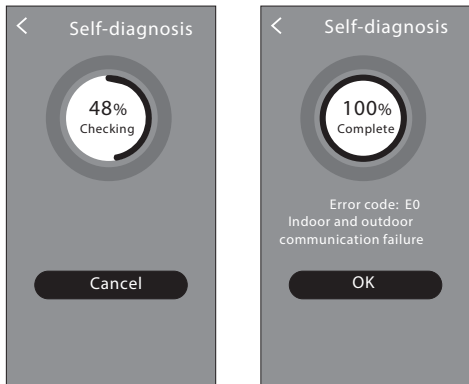 Self-diagnosis
48%
Checking
Cancel
Self-diagnosis
100%
Complete
Error code: E0
Indoor and outdoor
communication failure
OK